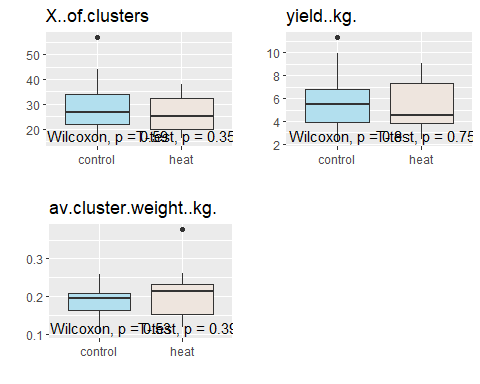 X..of.clusters
50
40
30
20
Wilcoxon, p = 0.59
T-test, p = 0.35
control
heat
yield..kg.
10
8
6
4
2
Wilcoxon, p = 0.8
T-test, p = 0.75
control
heat
av.cluster.weight..kg.
0.3
0.2
0.1
Wilcoxon, p = 0.53
T-test, p = 0.39
control
heat